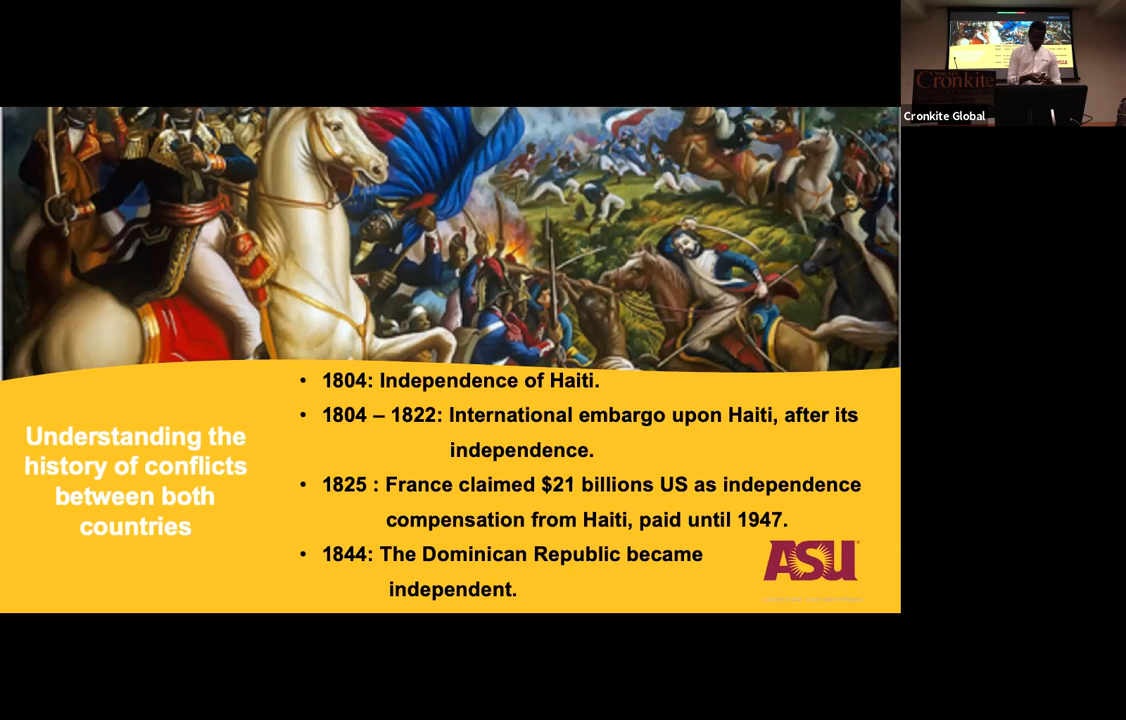 Cronkite
Cronkite Global
• 1804: Independence of Haiti.
• 1804 – 1822: International embargo upon Haiti, after its
independence.
• 1825 : France claimed $21 billions US as independence
compensation from Haiti, paid until 1947.
• 1844: The Dominican Republic became
independent.
Understanding the
history of conflicts
between both
countries
ASU